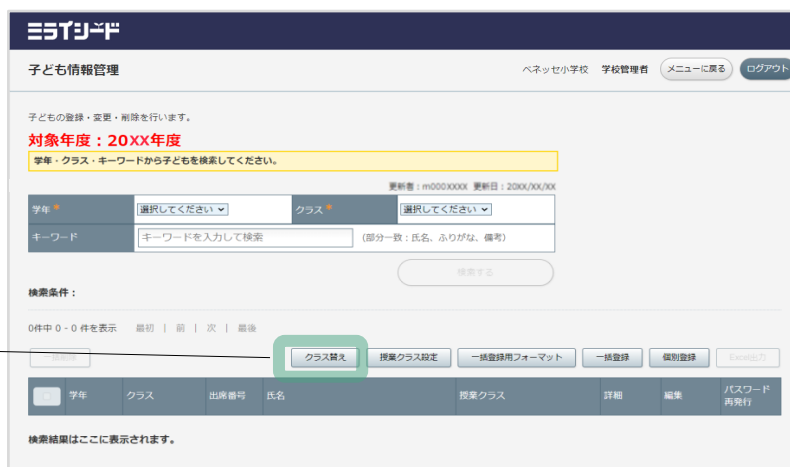 ミライシード
子ども情報管理 ベネッセ小学校 学校管理者 メニューに戻る ログアウト
子どもの登録・変更・削除を行います。
対象年度：20XX年度
学年・クラス・キーワードから子どもを検索してください。
更新者：m000XXXX 更新日：20XX/XX/XX
学年* 選択してください クラス* 選択してください
キーワード キーワードを入力して検索 (部分一致：氏名、ふりがな、備考)
検索する
検索条件：
0件中 0 - 0 件を表示 最初 | 前 | 次 | 最後
一括削除 クラス替え 授業クラス設定 一括登録用フォーマット 一括登録 個別登録 Excel出力
学年 クラス 出席番号 氏名 授業クラス 詳細 編集 パスワード
再発行
検索結果はここに表示されます。